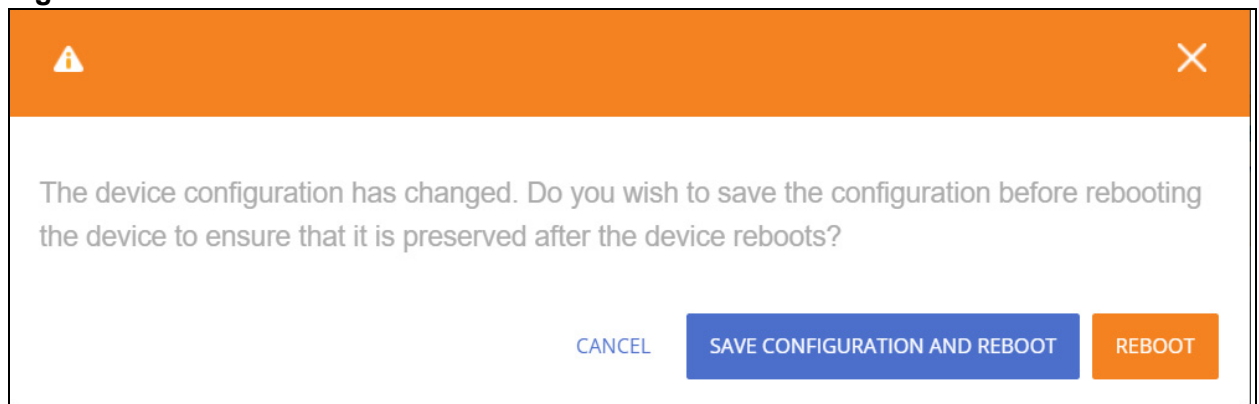 The device configuration has changed. Do you wish to save the configuration before rebooting
the device to ensure that it is preserved after the device reboots?
CANCEL SAVE CONFIGURATION AND REBOOT REBOOT